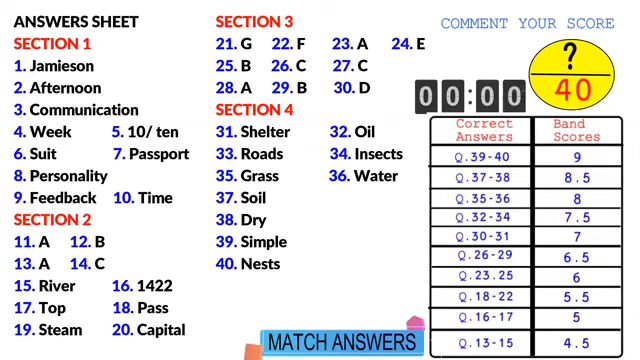 ANSWERS SHEET
SECTION 1
1. Jamieson
2. Afternoon
3. Communication
4. Week 5. 10/ ten
6. Suit 7. Passport
8. Personality
9. Feedback 10. Time
SECTION 2
11. A 12. B
13. A 14. C
15. River 16. 1422
17. Top 18. Pass
19. Steam 20. Capital
SECTION 3
21. G 22. F 23. A 24. E
25. B 26. C 27. C
28. A 29. B 30. D
SECTION 4
31. Shelter 32. Oil
33. Roads 34. Insects
35. Grass 36. Water
37. Soil
38. Dry
39. Simple
40. Nests
MATCH ANSWERS
COMMENT YOUR SCORE
?
40
00:00
Correct Answers Band Scores
Q.39-40 9
Q.37-38 8.5
Q.35-36 8
Q.32-34 7.5
Q.30-31 7
Q.26-29 6.5
Q.23.25 6
Q.18-22 5.5
Q.16-17 5
Q.13-15 4.5